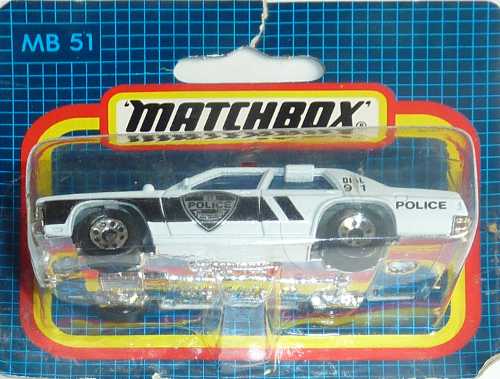 MB 51
"MATCHBOX"®
DIAL
911
POLICE
POLICE